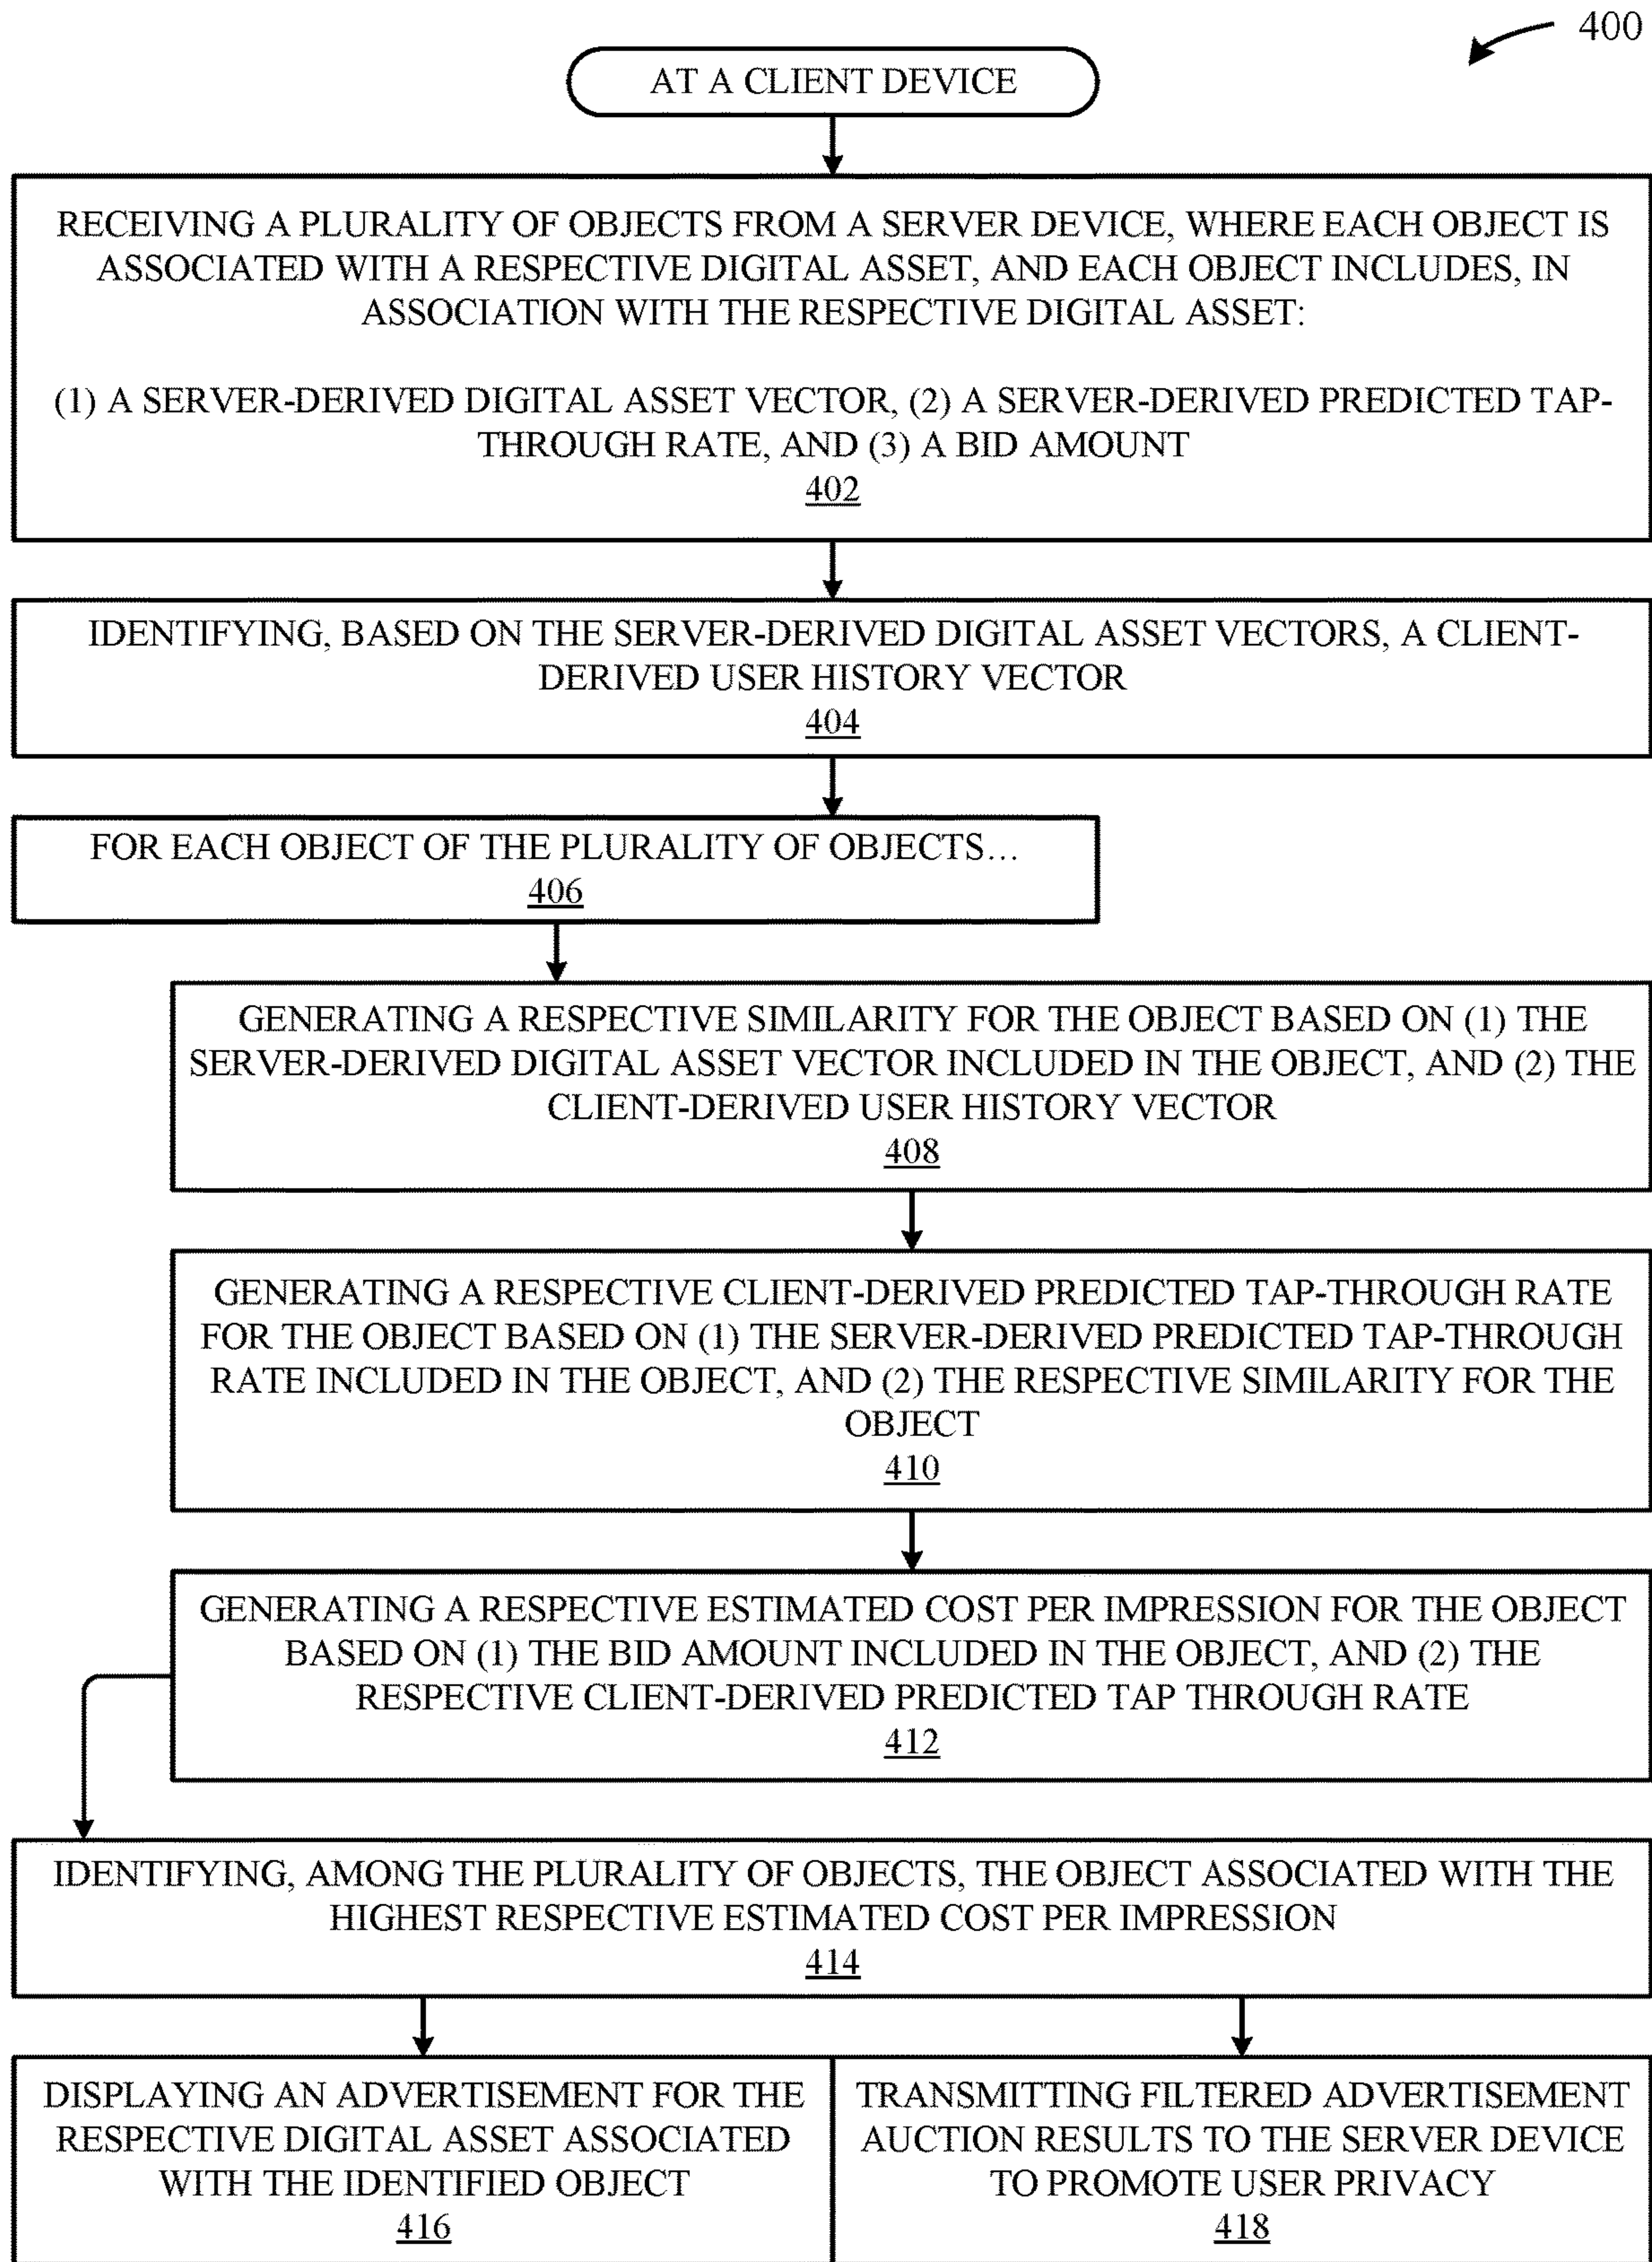 400
AT A CLIENT DEVICE
RECEIVING A PLURALITY OF OBJECTS FROM A SERVER DEVICE, WHERE EACH OBJECT IS
ASSOCIATED WITH A RESPECTIVE DIGITAL ASSET, AND EACH OBJECT INCLUDES, IN
ASSOCIATION WITH THE RESPECTIVE DIGITAL ASSET:
(1) A SERVER-DERIVED DIGITAL ASSET VECTOR, (2) A SERVER-DERIVED PREDICTED TAP-
THROUGH RATE, AND (3) A BID AMOUNT
402
IDENTIFYING, BASED ON THE SERVER-DERIVED DIGITAL ASSET VECTORS, A CLIENT-
DERIVED USER HISTORY VECTOR
404
FOR EACH OBJECT OF THE PLURALITY OF OBJECTS…
406
GENERATING A RESPECTIVE SIMILARITY FOR THE OBJECT BASED ON (1) THE
SERVER-DERIVED DIGITAL ASSET VECTOR INCLUDED IN THE OBJECT, AND (2) THE
CLIENT-DERIVED USER HISTORY VECTOR
408
GENERATING A RESPECTIVE CLIENT-DERIVED PREDICTED TAP-THROUGH RATE
FOR THE OBJECT BASED ON (1) THE SERVER-DERIVED PREDICTED TAP-THROUGH
RATE INCLUDED IN THE OBJECT, AND (2) THE RESPECTIVE SIMILARITY FOR THE
OBJECT
410
GENERATING A RESPECTIVE ESTIMATED COST PER IMPRESSION FOR THE OBJECT
BASED ON (1) THE BID AMOUNT INCLUDED IN THE OBJECT, AND (2) THE
RESPECTIVE CLIENT-DERIVED PREDICTED TAP THROUGH RATE
412
IDENTIFYING, AMONG THE PLURALITY OF OBJECTS, THE OBJECT ASSOCIATED WITH THE
HIGHEST RESPECTIVE ESTIMATED COST PER IMPRESSION
414
DISPLAYING AN ADVERTISEMENT FOR THE
RESPECTIVE DIGITAL ASSET ASSOCIATED
WITH THE IDENTIFIED OBJECT
416
TRANSMITTING FILTERED ADVERTISEMENT
AUCTION RESULTS TO THE SERVER DEVICE
TO PROMOTE USER PRIVACY
418